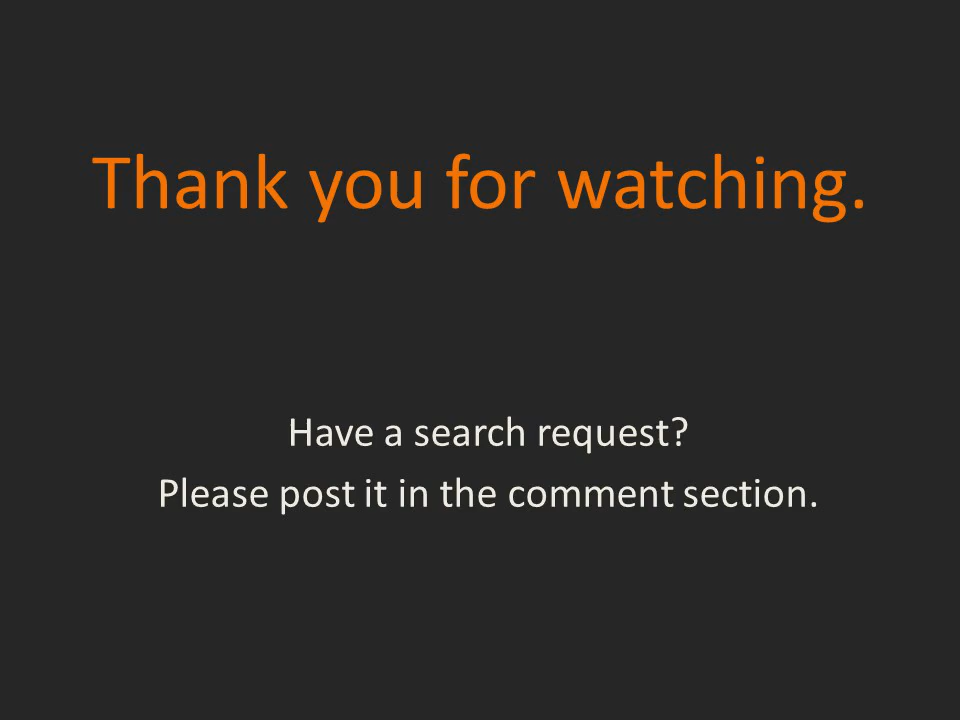 Thank you for watching.
Have a search request?
Please post it in the comment section.